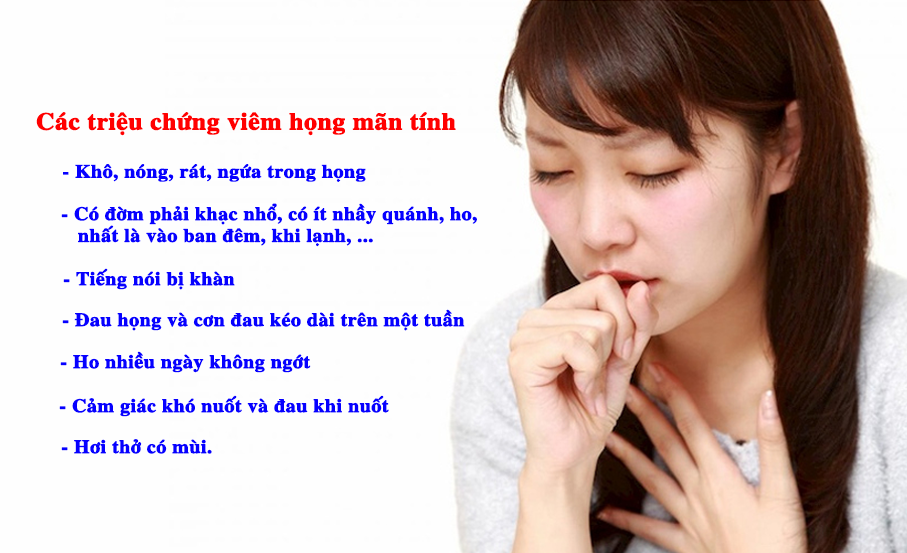 Các triệu chứng viêm họng mãn tính
- Khô, nóng, rát, ngứa trong họng
- Có đờm phải khạc nhổ, có ít nhầy quánh, ho,
nhất là vào ban đêm, khi lạnh, ...
- Tiếng nói bị khàn
- Đau họng và cơn đau kéo dài trên một tuần
- Ho nhiều ngày không ngớt
- Cảm giác khó nuốt và đau khi nuốt
- Hơi thở có mùi.